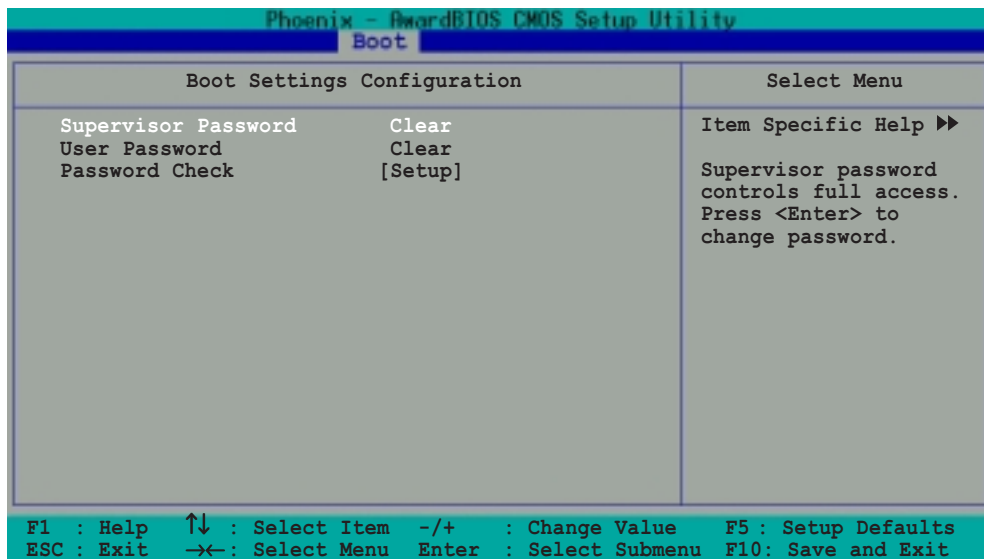 Phoenix - AwardBIOS CMOS Setup Utility
Boot
Boot Settings Configuration
Select Menu
Supervisor Password Clear
User Password Clear
Password Check [Setup]
Item Specific Help ▶▶
Supervisor password
controls full access.
Press <Enter> to
change password.
F1 : Help ↑↓ : Select Item -/+ : Change Value F5 : Setup Defaults
ESC : Exit →← : Select Menu Enter : Select Submenu F10: Save and Exit